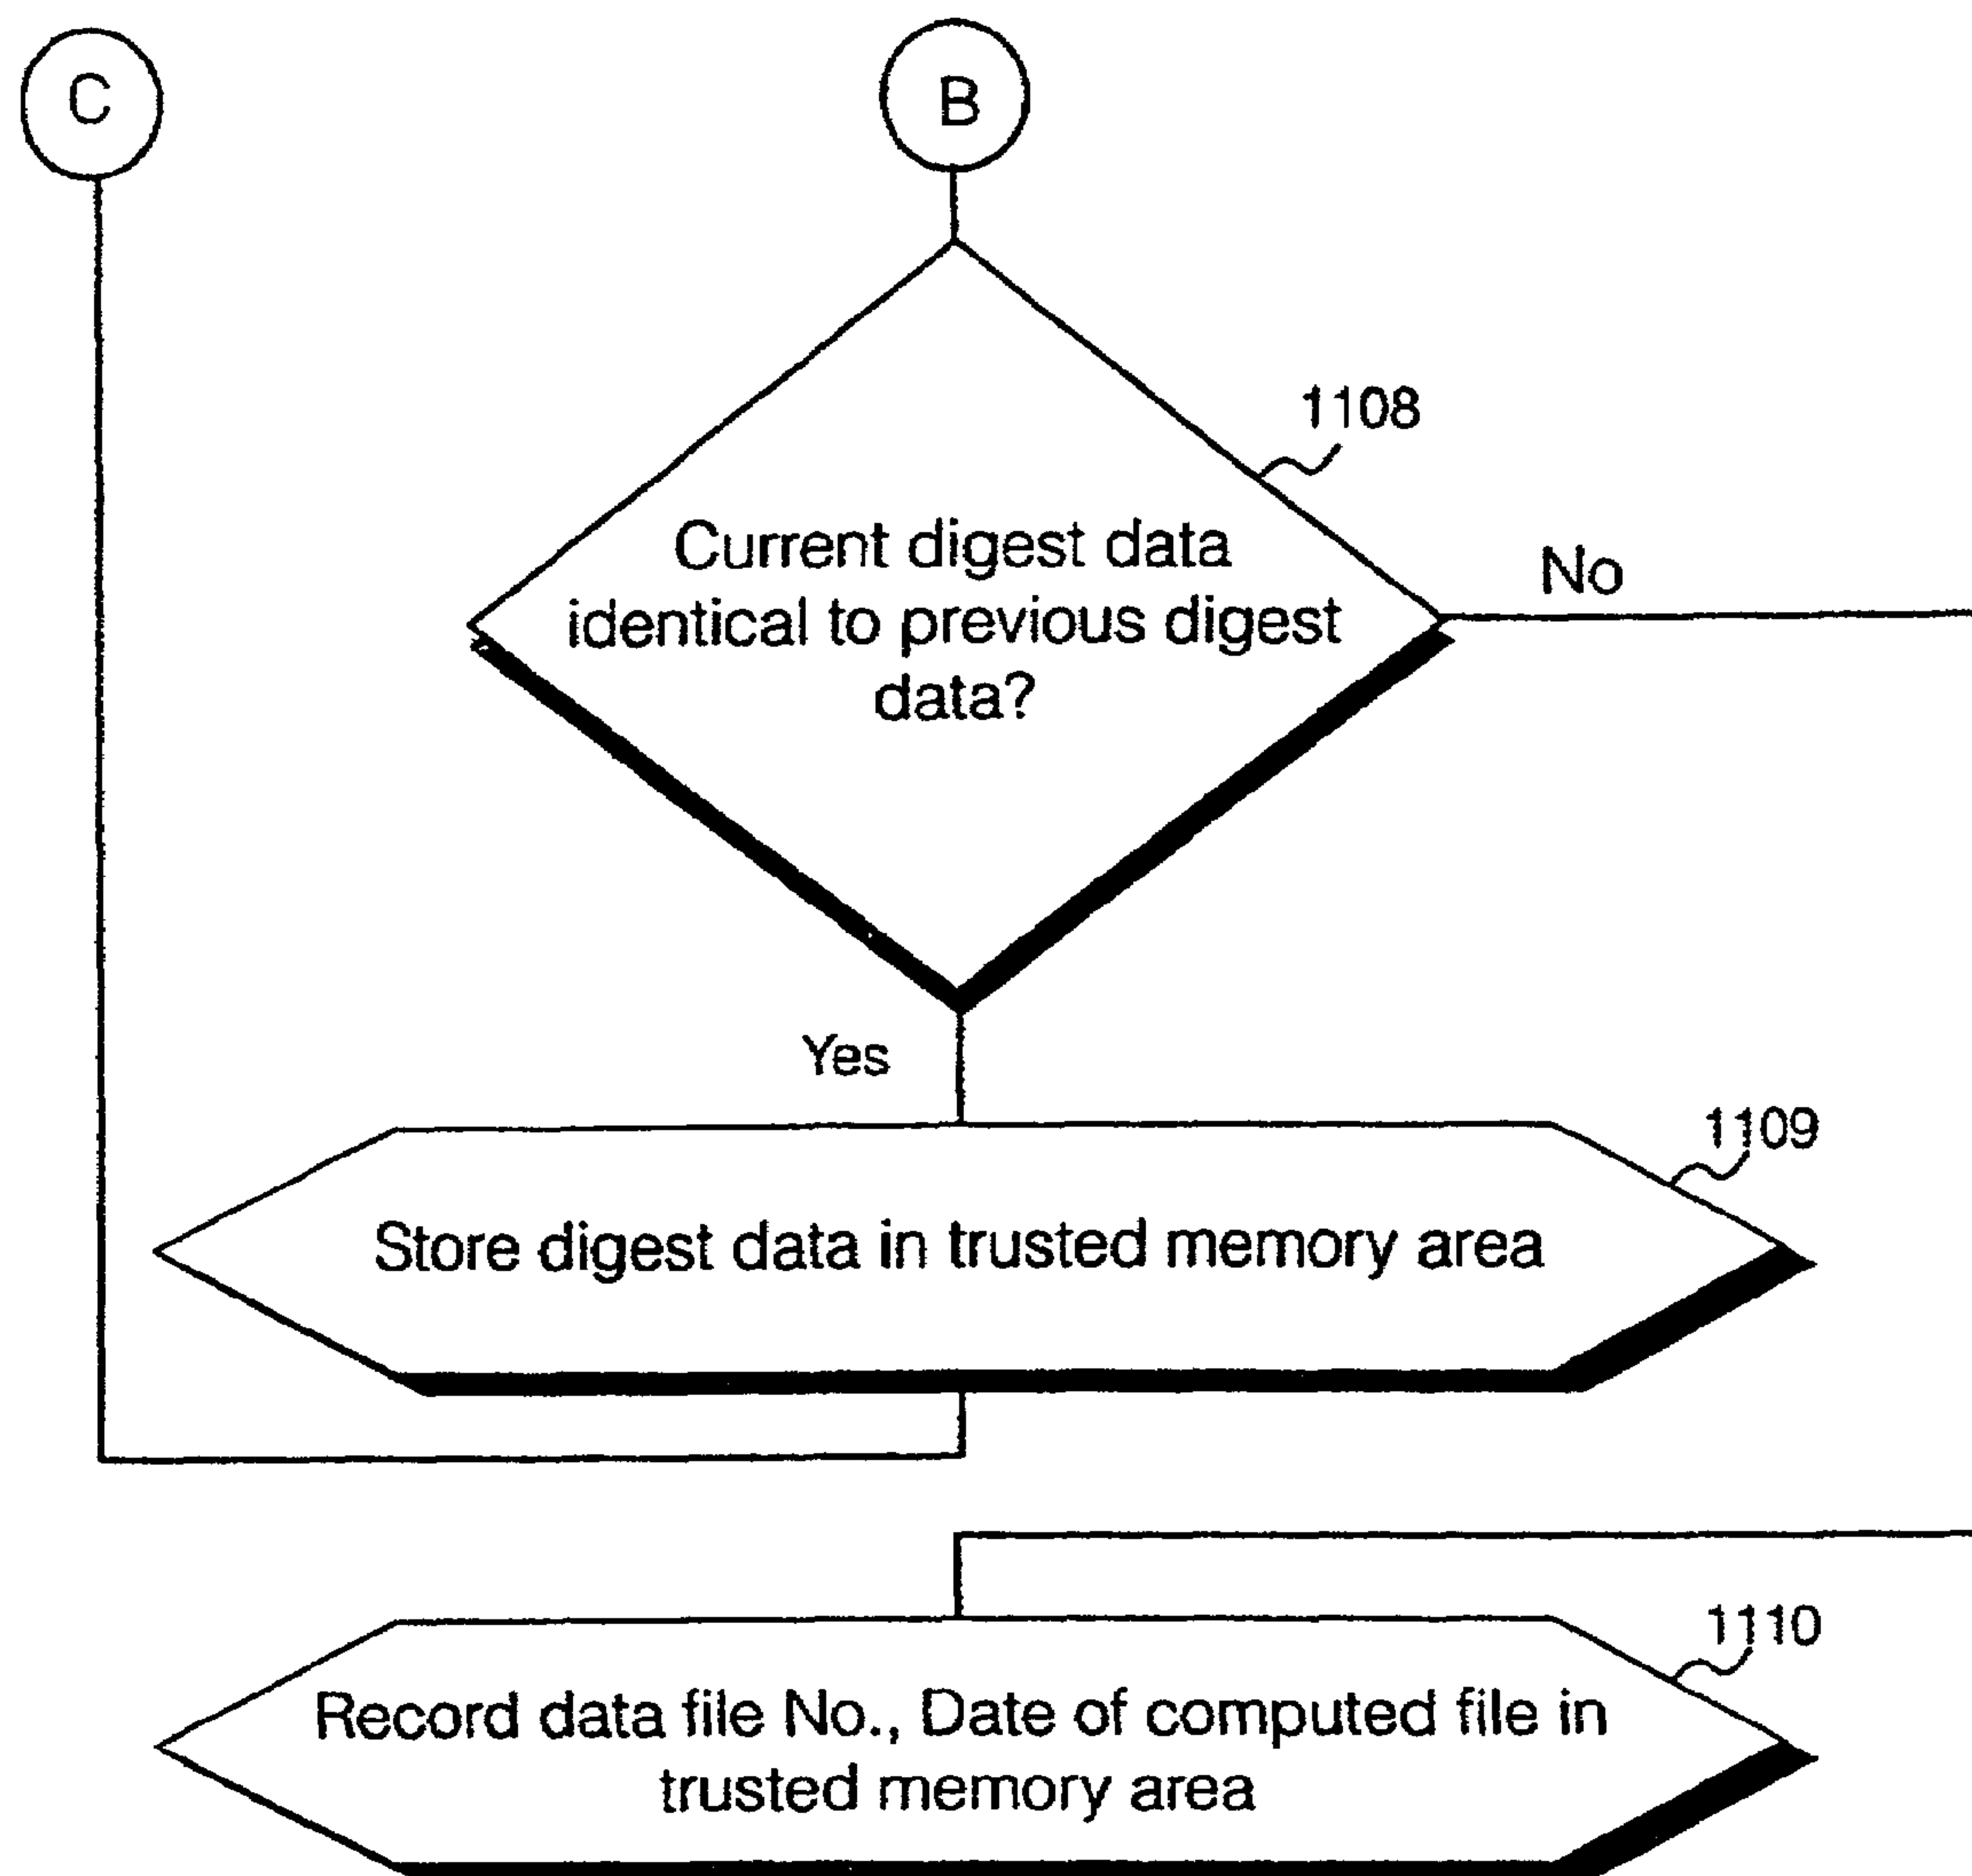 C
B
1108
Current digest data
identical to previous digest
data?
No
Yes
1109
Store digest data in trusted memory area
1110
Record data file No., Date of computed file in
trusted memory area